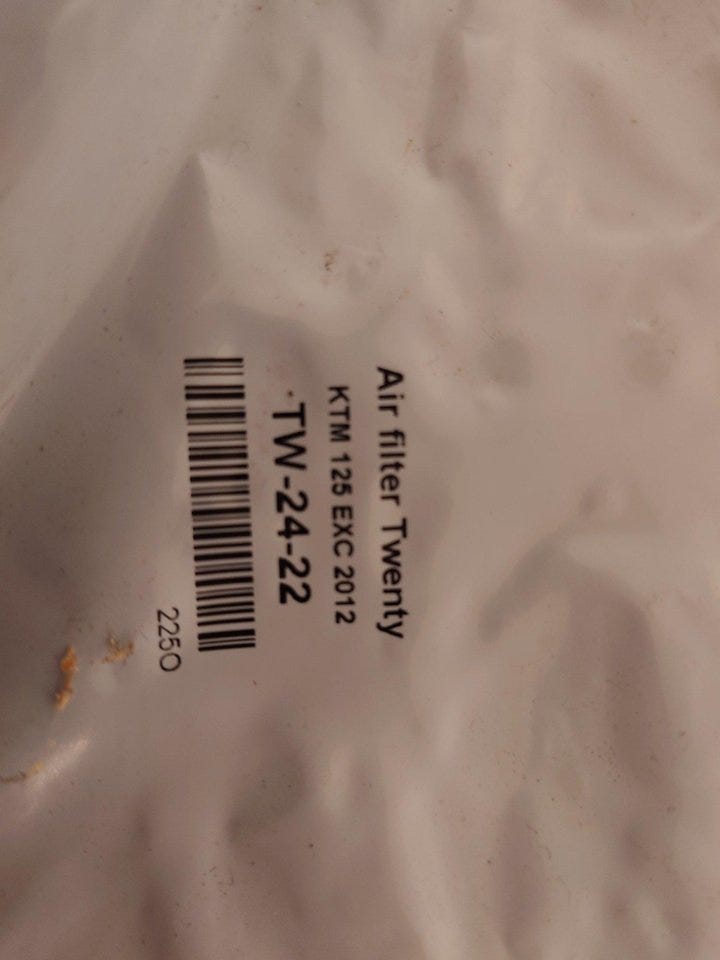 Air filter Twenty
KTM 125 EXC 2012
TW-24-22
2250